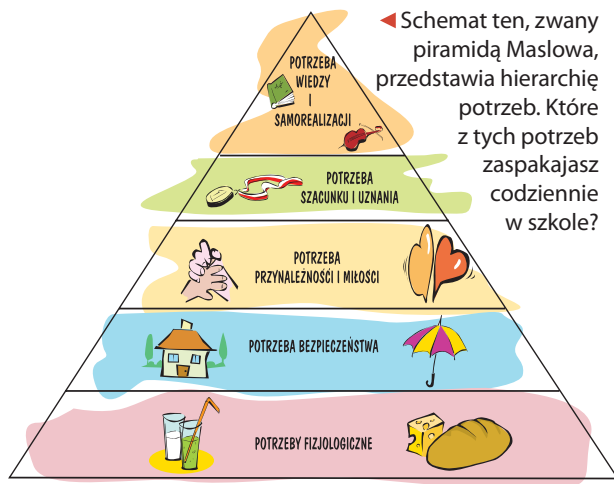 ◀ Schemat ten, zwany
piramidą Maslowa,
przedstawia hierarchię
potrzeb. Które
z tych potrzeb
zaspakajasz
codziennie
w szkole?
POTRZEBA
WIEDZY
I
SAMOREALIZACJI
POTRZEBA
SZACUNKU I UZNANIA
POTRZEBA
PRZYNALEŻNOŚCI I MIŁOŚCI
POTRZEBA BEZPIECZEŃSTWA
POTRZEBY FIZJOLOGICZNE